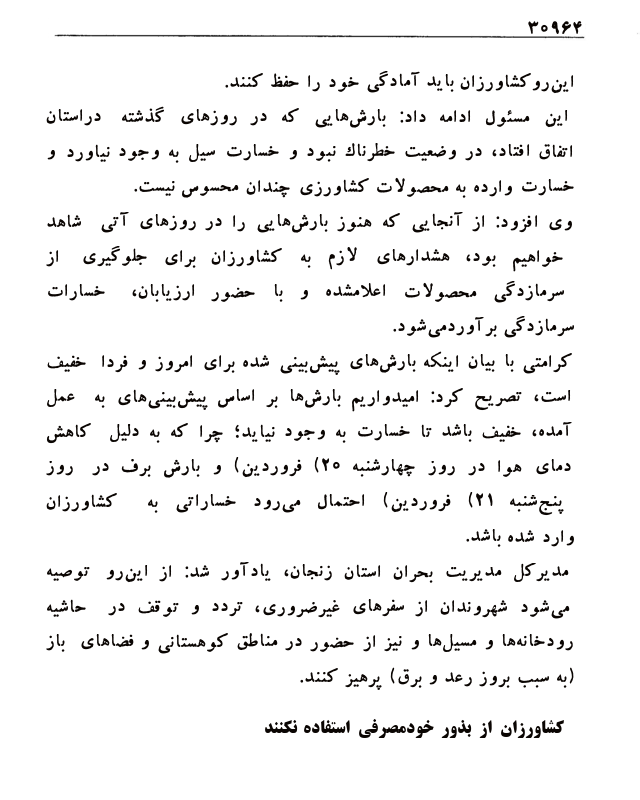 ۳۰۹۶۴
این‌رو کشاورزان باید آمادگی خود را حفظ کنند.
این مسئول ادامه داد: بارش‌هایی که در روزهای گذشته دراستان
اتفاق افتاد، در وضعیت خطرناك نبود و خسارت سیل به وجود نیاورد و
خسارت وارده به محصولات کشاورزی چندان محسوس نیست.
وی افزود: از آنجایی که هنوز بارش‌هایی را در روزهای آتی شاهد
خواهیم بود، هشدارهای لازم به کشاورزان برای جلوگیری از
سرمازدگی محصولات اعلامشده و با حضور ارزیابان، خسارات
سرمازدگی برآوردمی‌شود.
کرامتی با بیان اینکه بارش‌های پیش‌بینی شده برای امروز و فردا خفیف
است، تصریح کرد: امیدواریم بارش‌ها بر اساس پیش‌بینی‌های به عمل
آمده، خفیف باشد تا خسارت به وجود نیاید؛ چرا که به دلیل کاهش
دمای هوا در روز چهارشنبه ۲۰) فروردین) و بارش برف در روز
پنج‌شنبه ۲۱) فروردین) احتمال می‌رود خساراتی به کشاورزان
وارد شده باشد.
مدیرکل مدیریت بحران استان زنجان، یادآور شد: از این‌رو توصیه
می‌شود شهروندان از سفرهای غیرضروری، تردد و توقف در حاشیه
رودخانه‌ها و مسیل‌ها و نیز از حضور در مناطق کوهستانی و فضاهای باز
(به سبب بروز رعد و برق) پرهیز کنند.
کشاورزان از بذور خودمصرفی استفاده نکنند